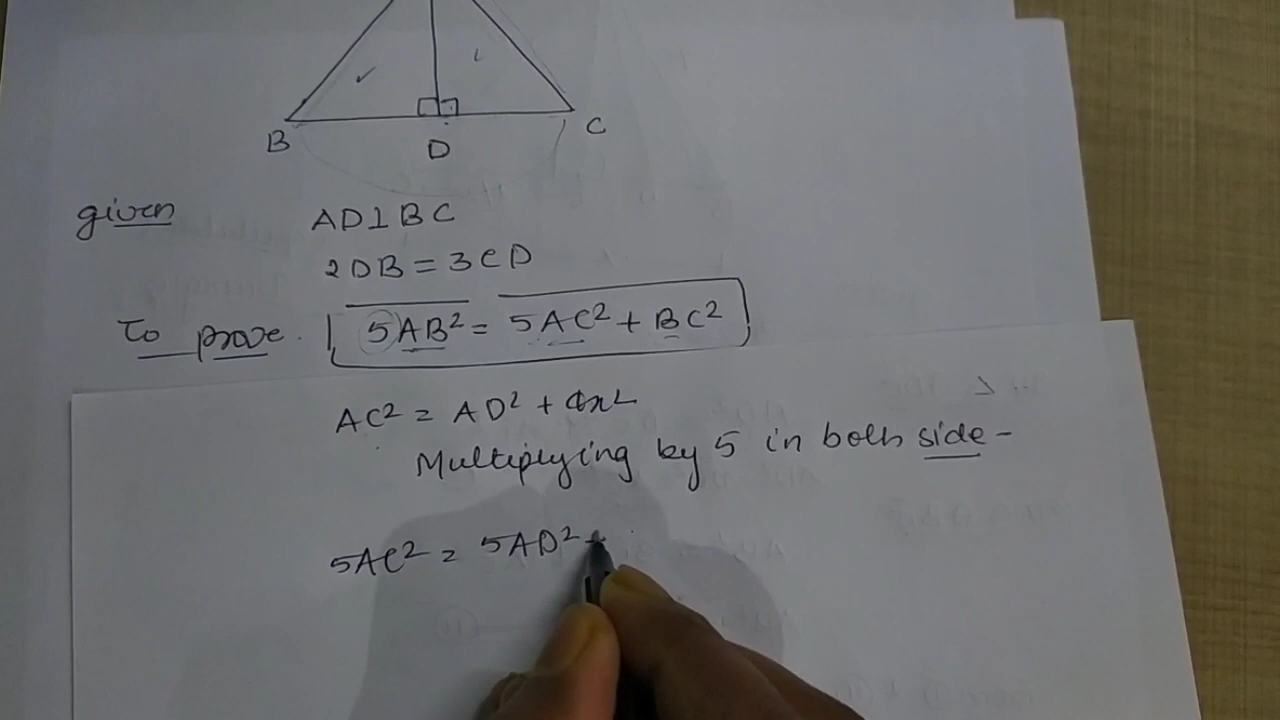 B
D
C
given
AD⊥BC
2DB = 3CD
To prove. 5AB² = 5AC² + BC²
AC² = AD² + 4x²
Multiplying by 5 in both side -
5AC² = 5AD² +